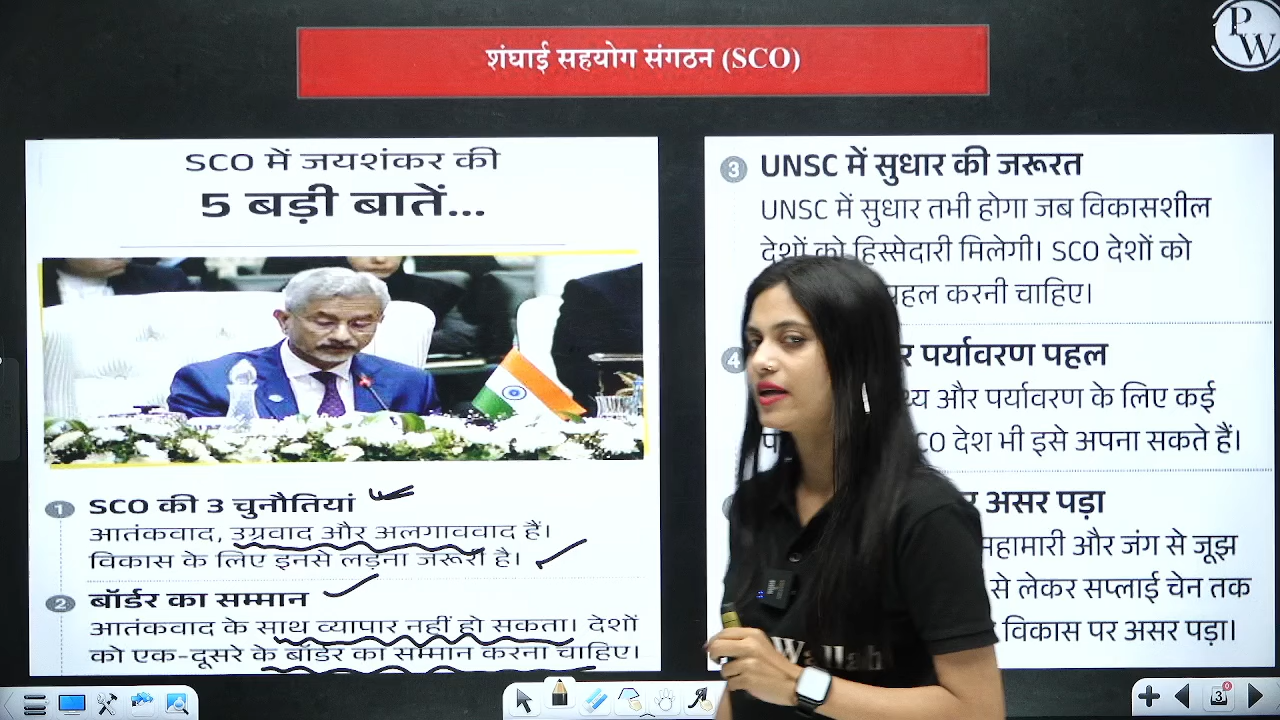 शंघाई सहयोग संगठन (SCO)
PW
SCO में जयशंकर की
5 बड़ी बातें...
1 SCO की 3 चुनौतियां
आतंकवाद, उग्रवाद और अलगाववाद हैं।
विकास के लिए इनसे लड़ना जरूरी है।
2 बॉर्डर का सम्मान
आतंकवाद के साथ व्यापार नहीं हो सकता। देशों
को एक-दूसरे के बॉर्डर का सम्मान करना चाहिए।
3 UNSC में सुधार की जरूरत
UNSC में सुधार तभी होगा जब विकासशील
देशों को हिस्सेदारी मिलेगी। SCO देशों को
पहल करनी चाहिए।
4 पर्यावरण पहल
और पर्यावरण के लिए कई
देश भी इसे अपना सकते हैं।
असर पड़ा
महामारी और जंग से जूझ
से लेकर सप्लाई चेन तक
विकास पर असर पड़ा।
Wallah
3